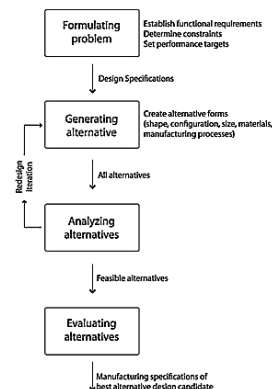 Formulating
problem
Establish functional requirements
Determine constraints
Set performance targets
Design Specifications
Generating
alternative
Create alternative forms
(shape, configuration, size, materials,
manufacturing processes)
Redesign
iteration
All alternatives
Analyzing
alternatives
Feasible alternatives
Evaluating
alternatives
Manufacturing specifications of
best alternative design candidate